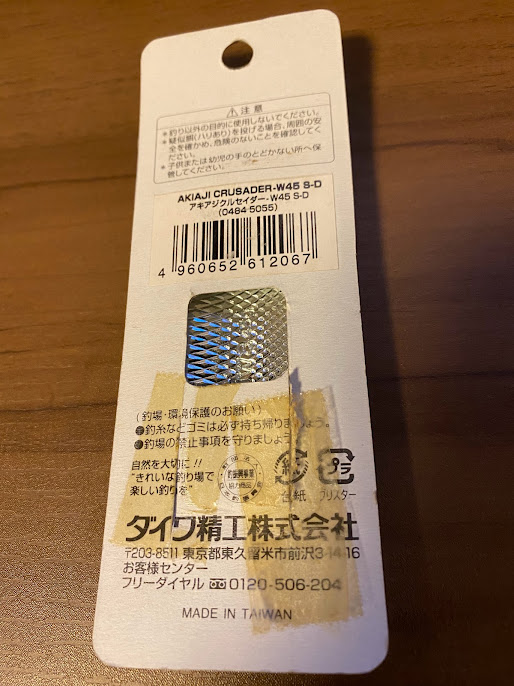 ⚠注意
*釣り以外の目的に使用しないでください。
*疑似餌(ハリあり)を投げる場合、周囲の安
全を確かめ、危険のないことを確認してく
ださい。
*子供または幼児の手のとどかない所へ保
管してください。
AKIAJI CRUSADER-W45 S-D
アキアジクルセイダー-W45 S-D
(0484 5055)
4 960652 612067
(釣場・環境保護のお願い)
●釣糸などゴミは必ず持ち帰りましょう。
●釣場の禁止事項を守りましょう
自然を大切に!!
"きれいな釣り場で
楽しい釣りを"
台紙
プラ
ブリスター
ダイワ精工株式会社
〒203-8511 東京都東久留米市前沢3-14-16
お客様センター
フリーダイヤル 0120-506-204
MADE IN TAIWAN